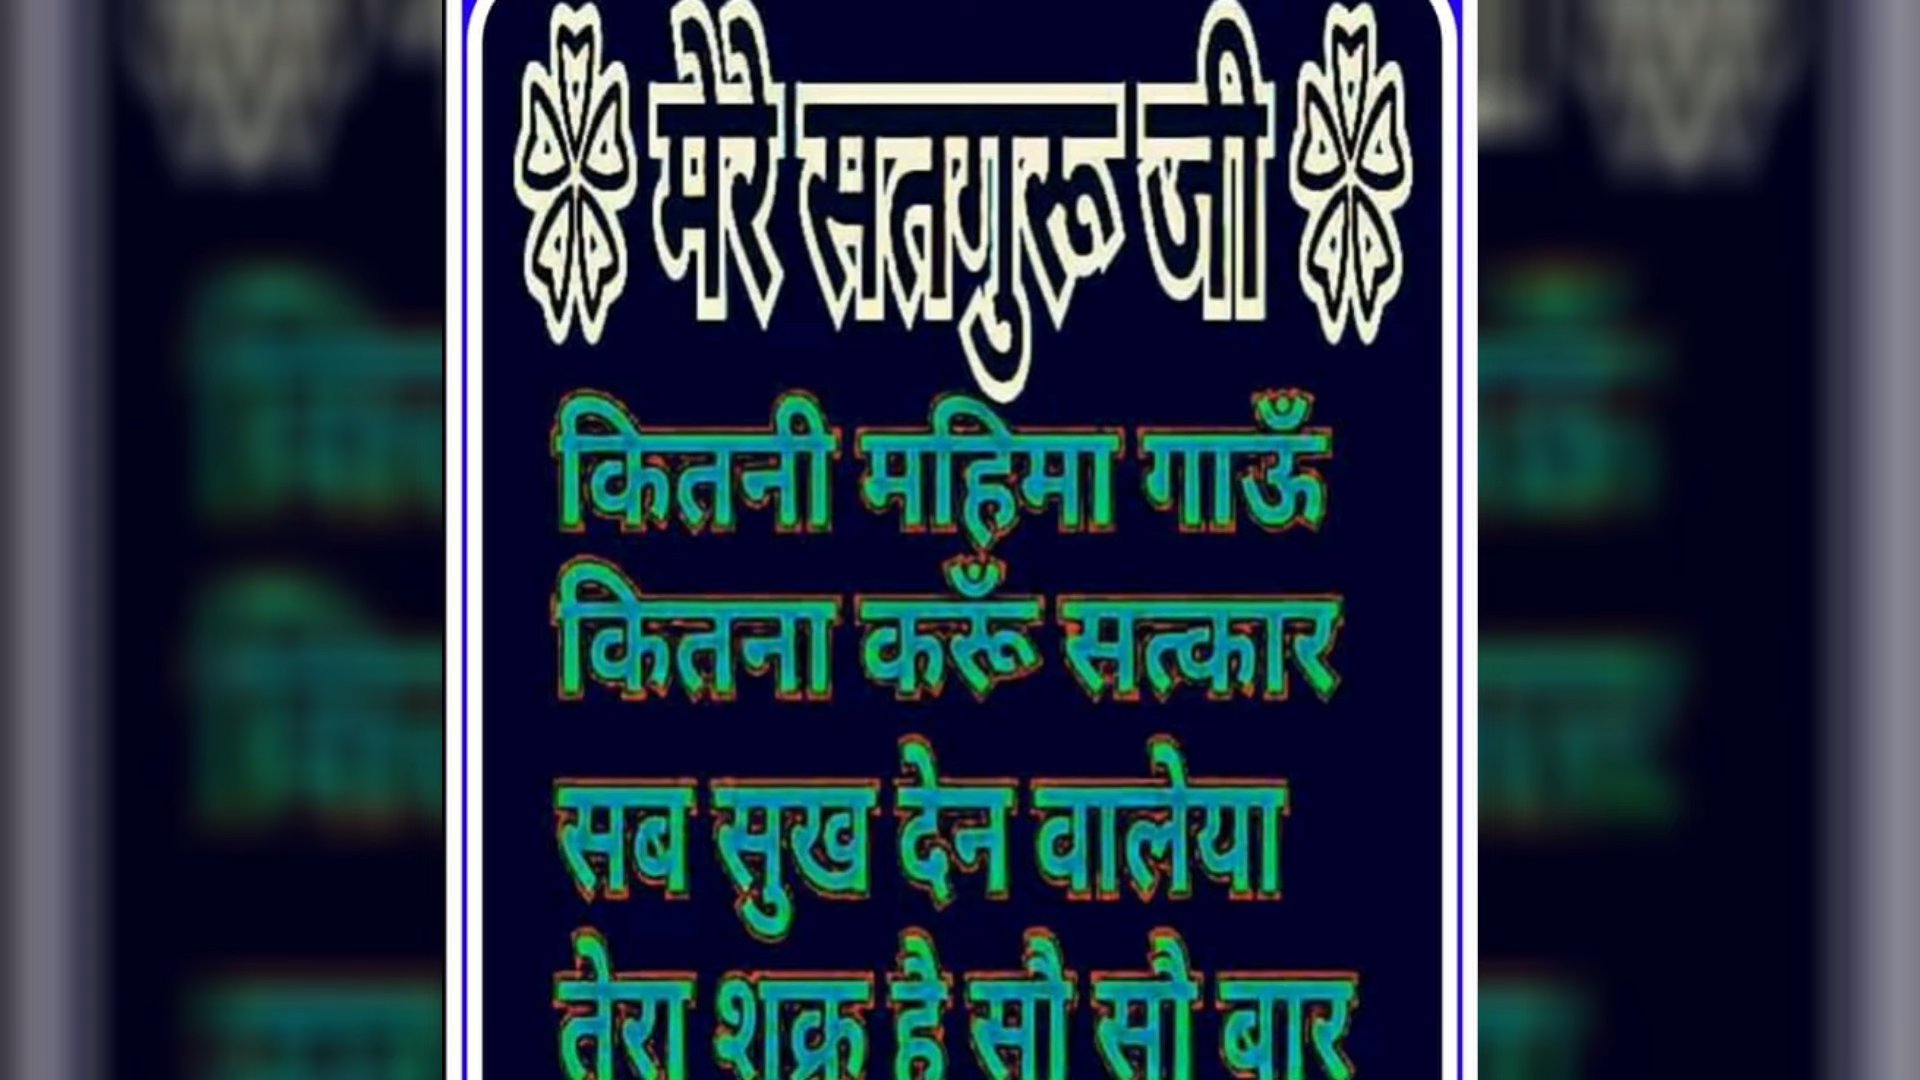 मेरे सतगुरू जी
कितनी महिमा गाऊँ
कितना करूँ सत्कार
सब सुख देन वालेया
तेरा शुक्र है सौ सौ बार